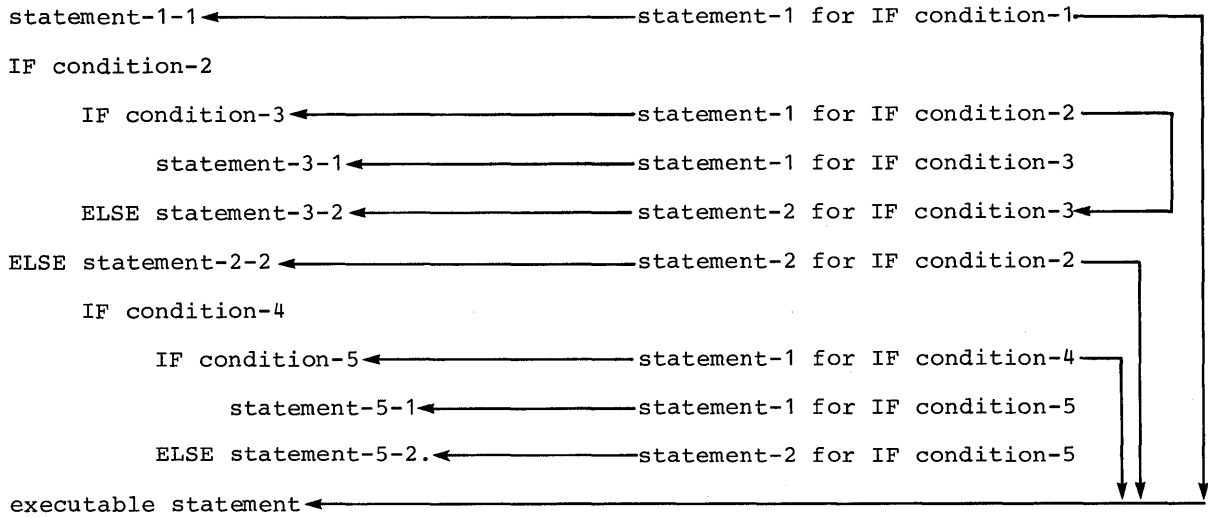 statement-1-1 statement-1 for IF condition-1
IF condition-2
IF condition-3 statement-1 for IF condition-2
statement-3-1 statement-1 for IF condition-3
ELSE statement-3-2 statement-2 for IF condition-3
ELSE statement-2-2 statement-2 for IF condition-2
IF condition-4
IF condition-5 statement-1 for IF condition-4
statement-5-1 statement-1 for IF condition-5
ELSE statement-5-2. statement-2 for IF condition-5
executable statement